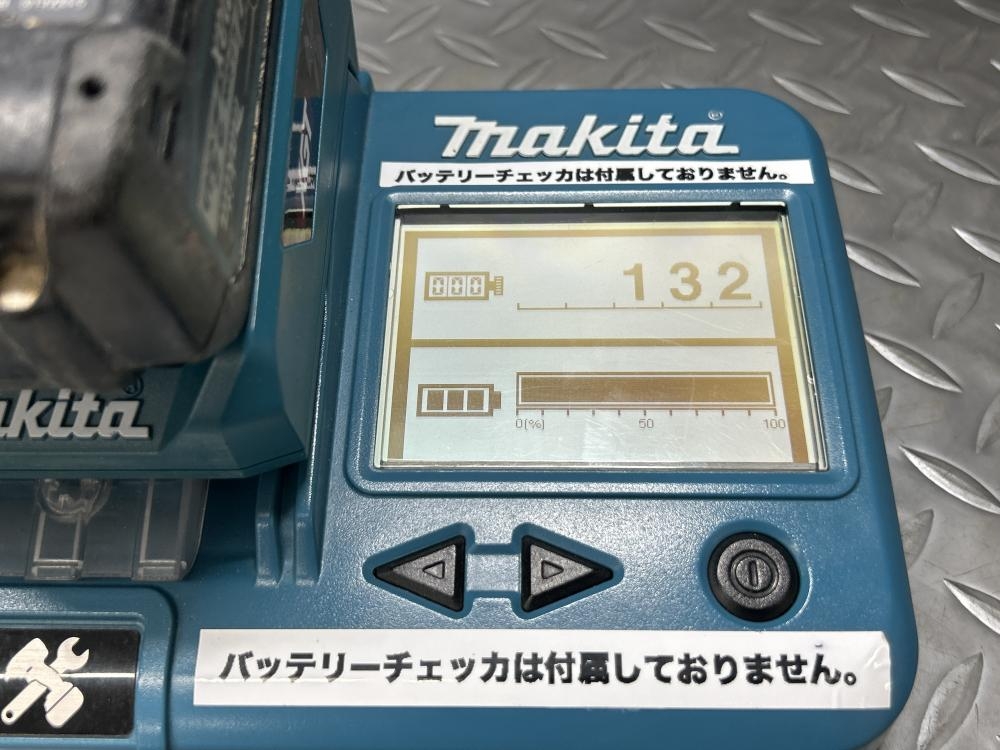 makita®
バッテリーチェッカは付属しておりません。
000
132
0(%) 50 100
akita
バッテリーチェッカは付属しておりません。